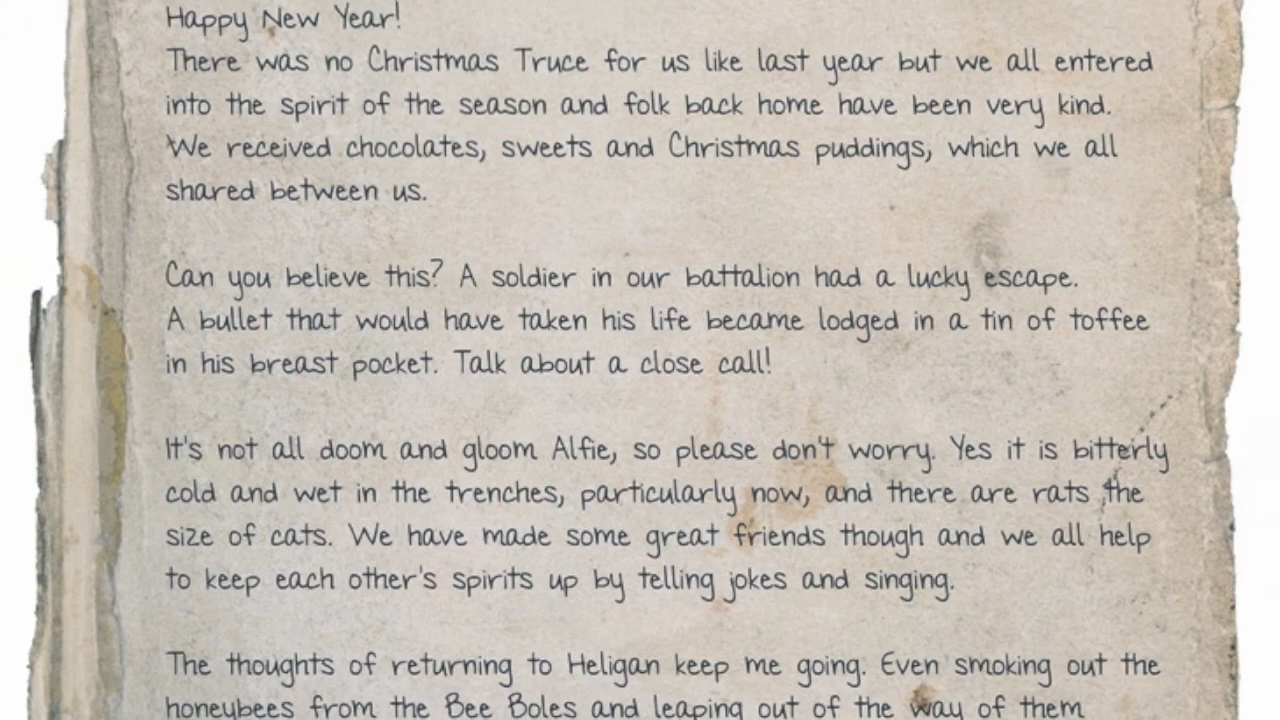 Happy New Year!
There was no Christmas Truce for us like last year but we all entered
into the spirit of the season and folk back home have been very kind.
We received chocolates, sweets and Christmas puddings, which we all
shared between us.
Can you believe this? A soldier in our battalion had a lucky escape.
A bullet that would have taken his life became lodged in a tin of toffee
in his breast pocket. Talk about a close call!
It's not all doom and gloom Alfie, so please don't worry. Yes it is bitterly
cold and wet in the trenches, particularly now, and there are rats the
size of cats. We have made some great friends though and we all help
to keep each other's spirits up by telling jokes and singing.
The thoughts of returning to Heligan keep me going. Even smoking out the
honeybees from the Bee Boles and leaping out of the way of them